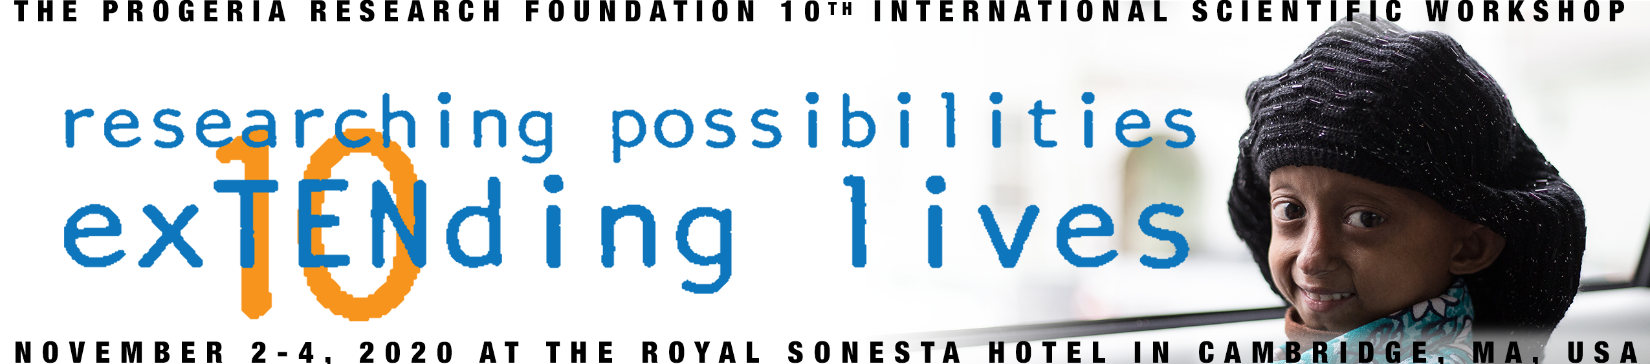 THE PROGERIA RESEARCH FOUNDATION 10TH INTERNATIONAL SCIENTIFIC WORKSHOP
researching possibilities
10
exTENding lives
NOVEMBER 2-4, 2020 AT THE ROYAL SONESTA HOTEL IN CAMBRIDGE, MA, USA